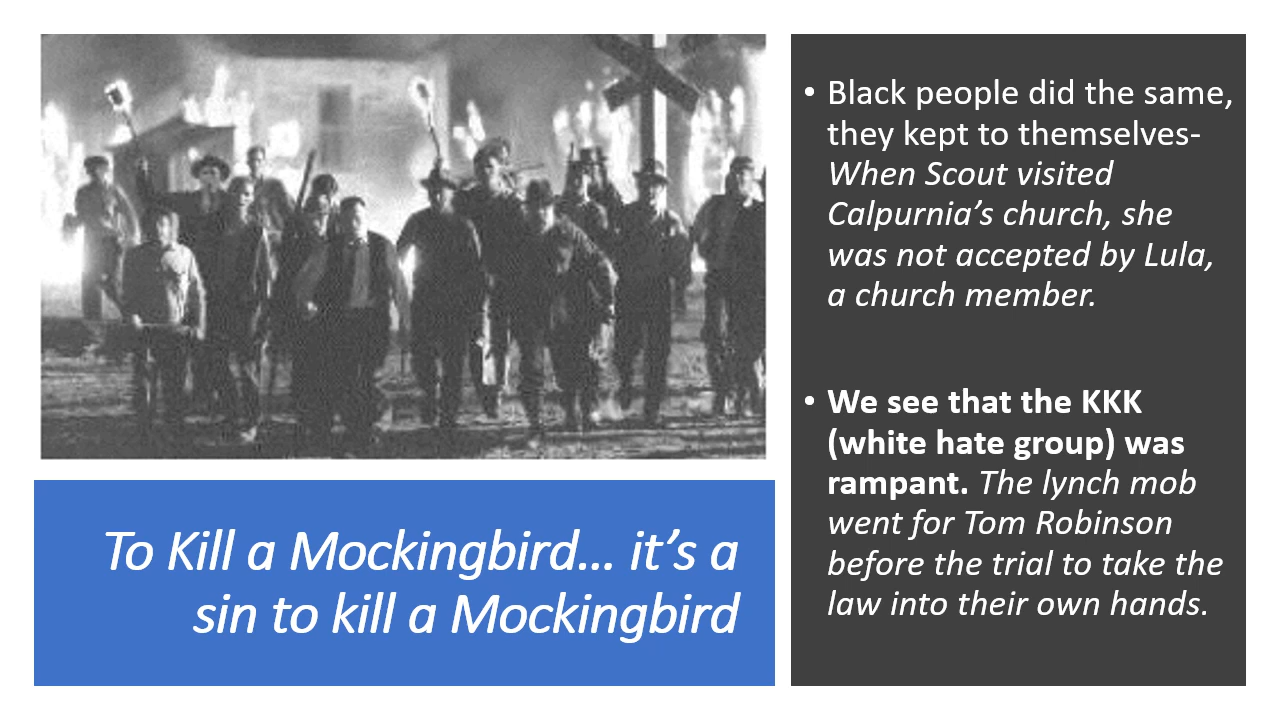 To Kill a Mockingbird… it’s a
sin to kill a Mockingbird
• Black people did the same,
they kept to themselves-
When Scout visited
Calpurnia’s church, she
was not accepted by Lula,
a church member.
• We see that the KKK
(white hate group) was
rampant. The lynch mob
went for Tom Robinson
before the trial to take the
law into their own hands.